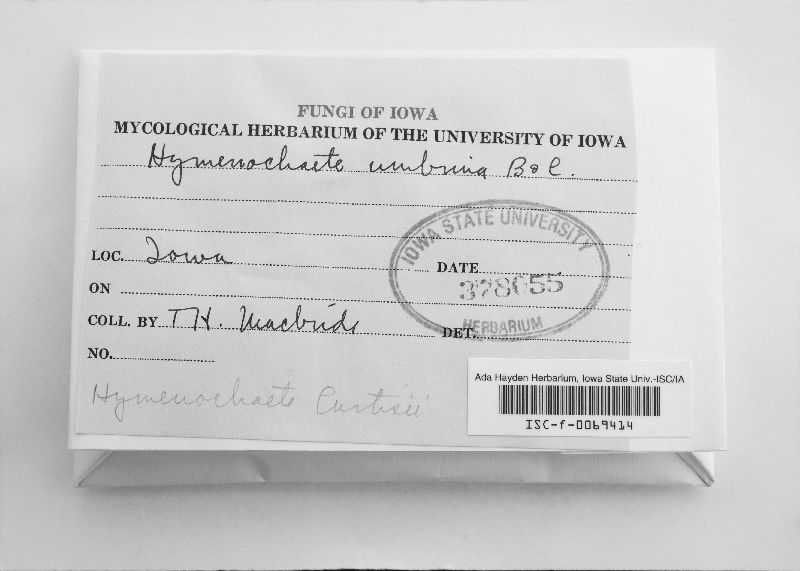 FUNGI OF IOWA
MYCOLOGICAL HERBARIUM OF THE UNIVERSITY OF IOWA
Hymenochaete umbrina B & C.
IOWA STATE UNIVERSITY
LOC. Iowa DATE
378655
ON
HERBARIUM
COLL. BY T H. Macbride DET.
NO.
Hymenochaete Curtisii
Ada Hayden Herbarium, Iowa State Univ.-ISC/IA
ISC-f-0069414